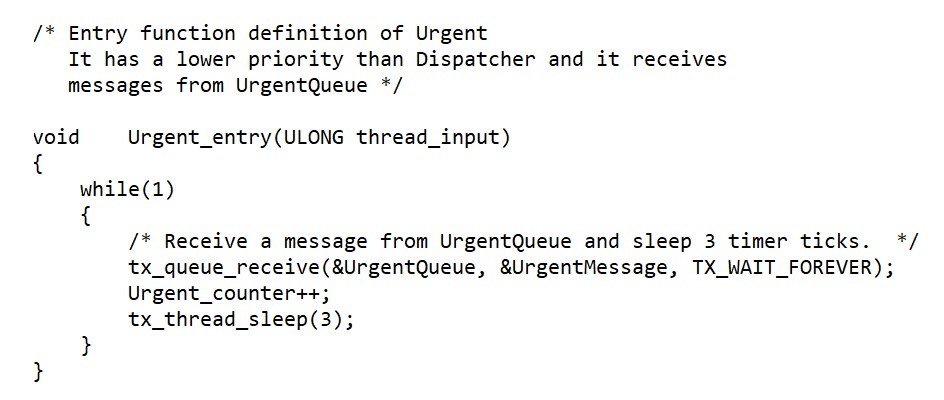 /* Entry function definition of Urgent
   It has a lower priority than Dispatcher and it receives
   messages from UrgentQueue */

void    Urgent_entry(ULONG thread_input)
{
    while(1)
    {
        /* Receive a message from UrgentQueue and sleep 3 timer ticks.  */
        tx_queue_receive(&UrgentQueue, &UrgentMessage, TX_WAIT_FOREVER);
        Urgent_counter++;
        tx_thread_sleep(3);
    }
}